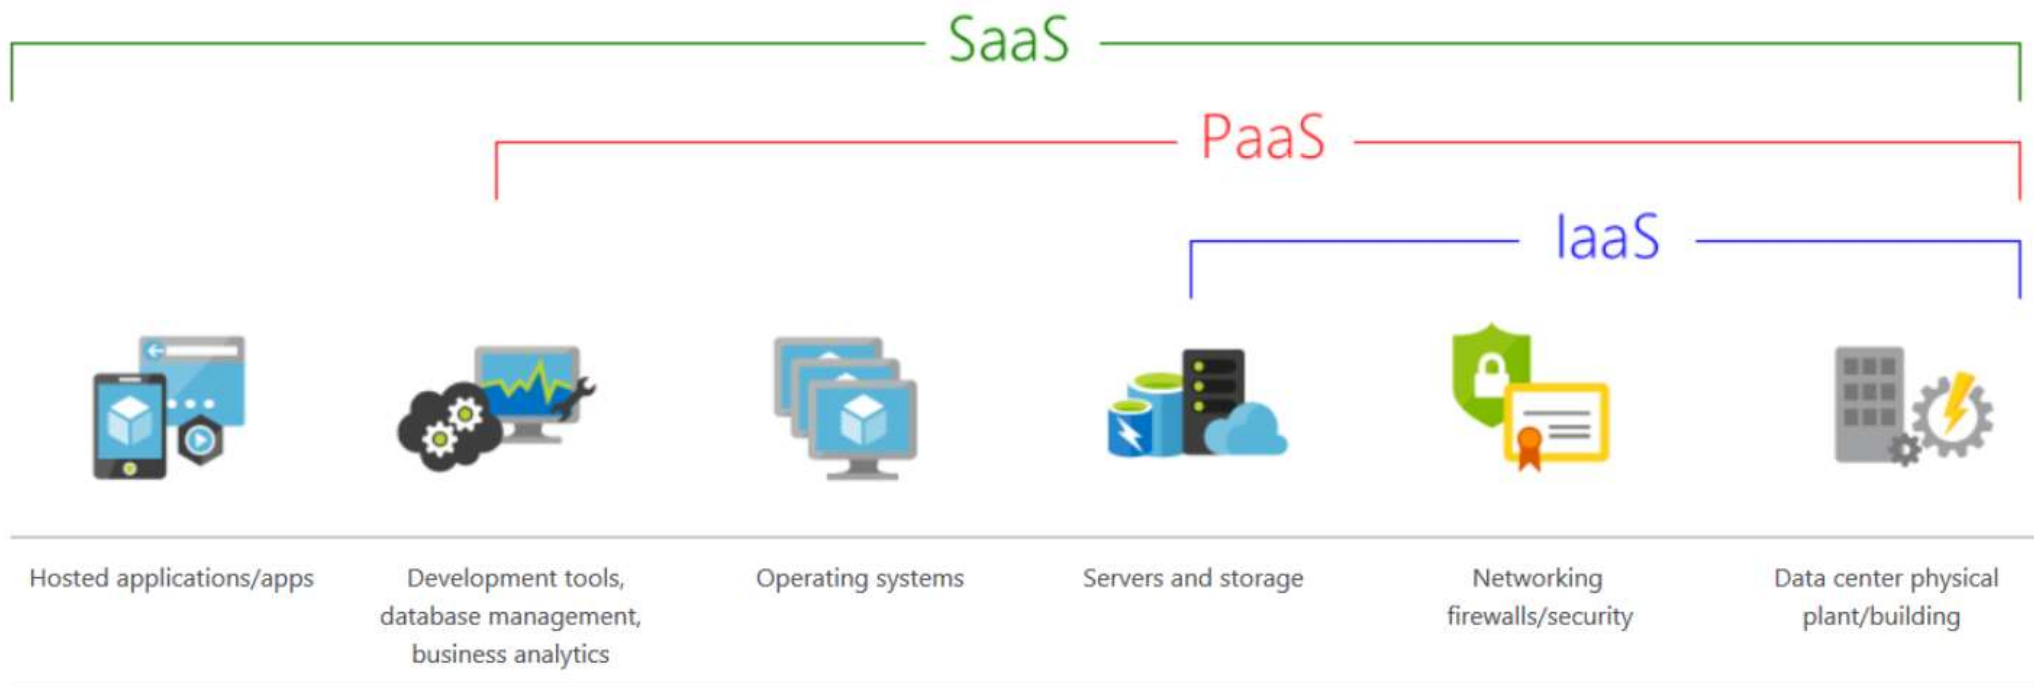 SaaS
PaaS
IaaS
Hosted applications/apps
Development tools,
database management,
business analytics
Operating systems
Servers and storage
Networking
firewalls/security
Data center physical
plant/building